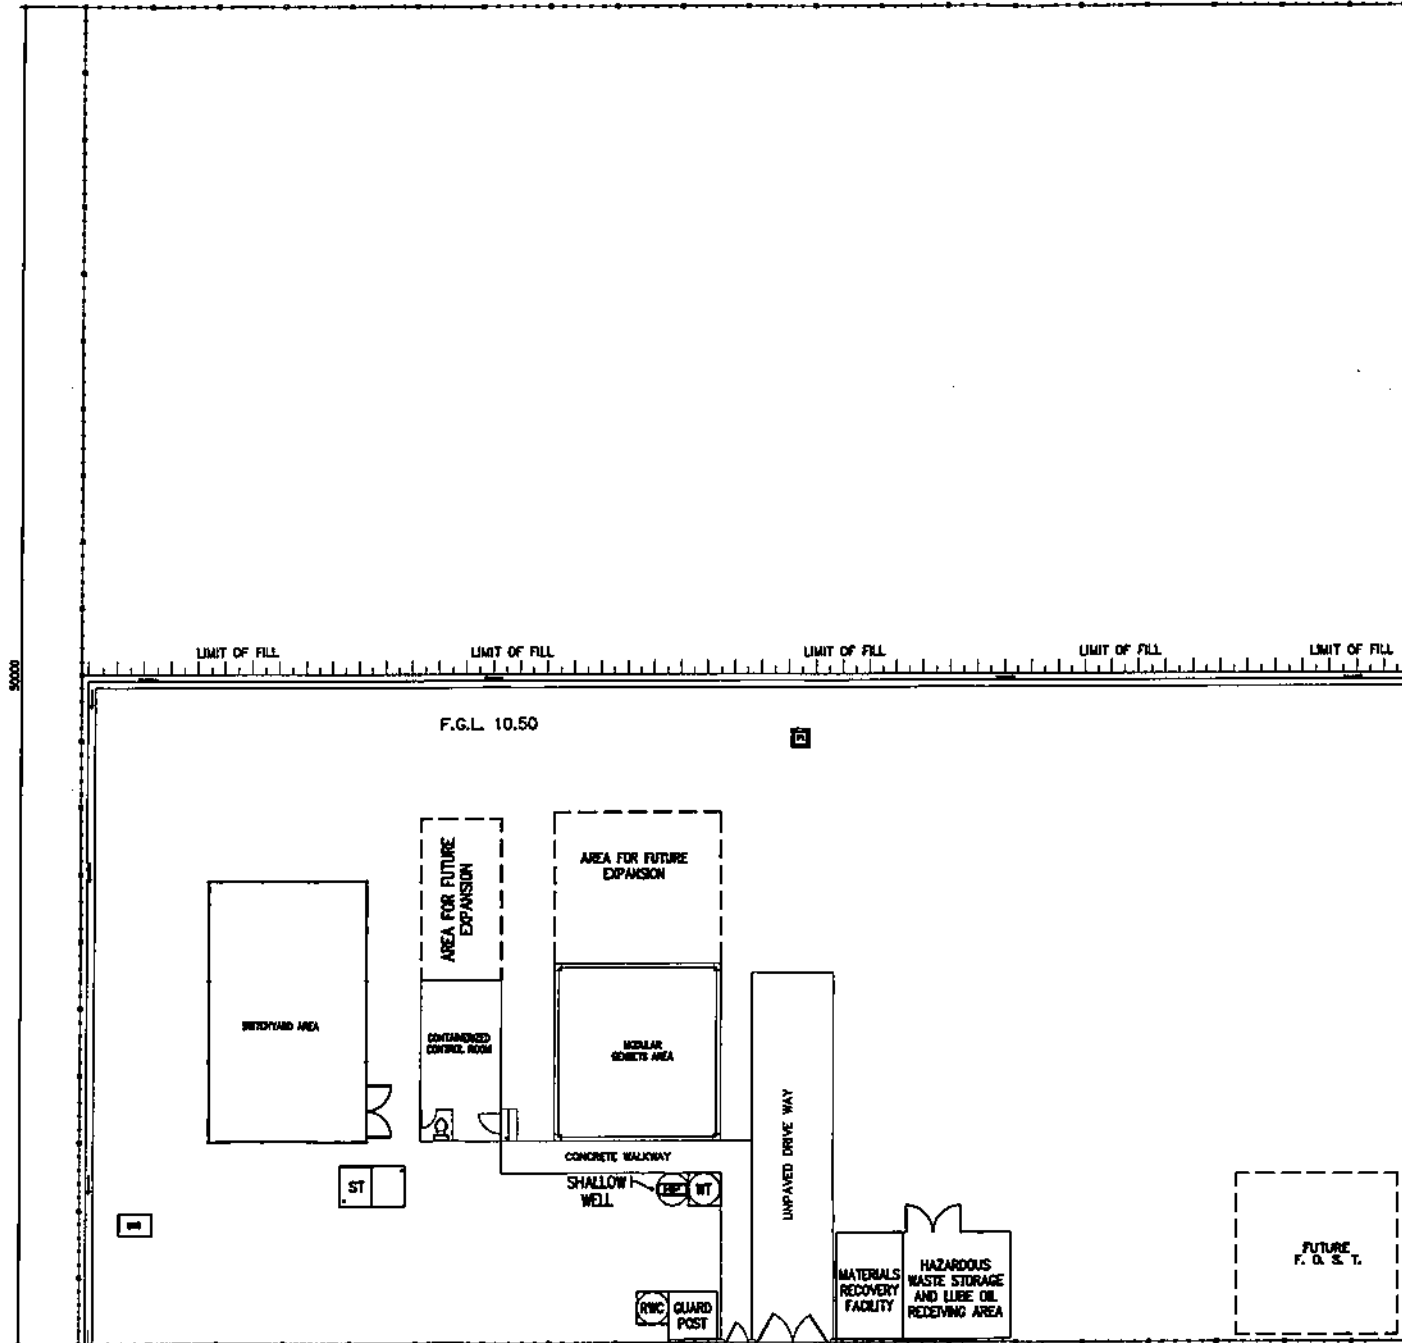 LIMIT OF FILL
LIMIT OF FILL
LIMIT OF FILL
LIMIT OF FILL
LIMIT OF FILL
50000
F.G.L. 10.50
AREA FOR FUTURE
EXPANSION
AREA FOR FUTURE
EXPANSION
SWITCHYARD AREA
CONTAINERIZED
CONTROL ROOM
MODULAR
GENSETS AREA
UNPAVED DRIVE WAY
CONCRETE WALKWAY
ST
SHALLOW
WELL
WT
MATERIALS
RECOVERY
FACILITY
HAZARDOUS
WASTE STORAGE
AND LUBE OIL
RECEIVING AREA
FUTURE
F. O. S. T.
RWC
GUARD
POST